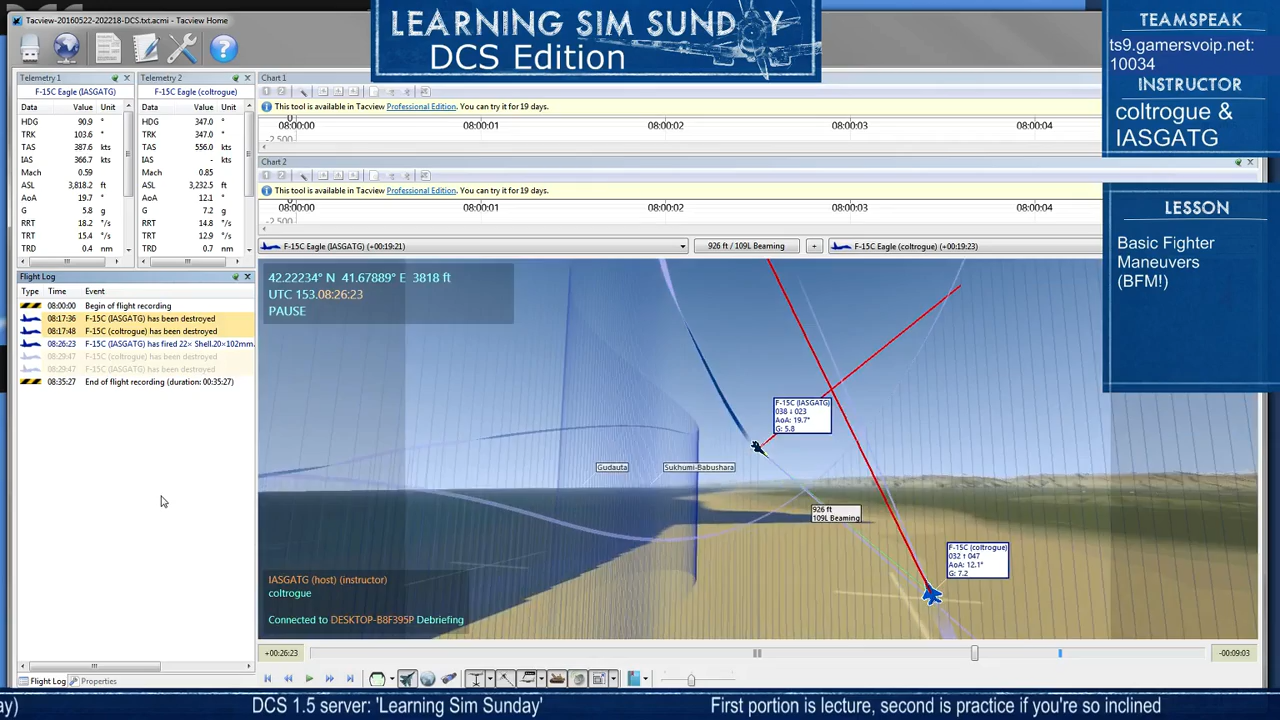 Tacview-20160522-202218-DCS.txt.acmi - Tacview Home
LEARNING SIM SUNDAY
DCS Edition
TEAMSPEAK
ts9.gamersvoip.net:
10034
INSTRUCTOR
coltrogue &
IASGATG
LESSON
Basic Fighter
Maneuvers
(BFM!)
Telemetry 1
F-15C Eagle (IASGATG)
Data Value Unit
HDG 90.9 °
TRK 103.6 °
TAS 387.6 kts
IAS 366.7 kts
Mach 0.59
ASL 3,818.2 ft
AoA 19.7 °
G 5.8 g
RRT 18.2 °/s
TRT 15.4 °/s
TRD 0.4 nm
Telemetry 2
F-15C Eagle (coltrogue)
Data Value Unit
HDG 347.0 °
TRK 347.0 °
TAS 556.0 kts
IAS - kts
Mach 0.85
ASL 3,232.5 ft
AoA 12.1 °
G 7.2 g
RRT 14.8 °/s
TRT 12.9 °/s
TRD 0.7 nm
Chart 1
This tool is available in Tacview Professional Edition. You can try it for 19 days.
08:00:00 08:00:01 08:00:02 08:00:03 08:00:04
-2,500
Chart 2
This tool is available in Tacview Professional Edition. You can try it for 19 days.
08:00:00 08:00:01 08:00:02 08:00:03 08:00:04
-2,500
F-15C Eagle (IASGATG) (+00:19:21)
926 ft / 109L Beaming
+
F-15C Eagle (coltrogue) (+00:19:23)
Flight Log
Type Time Event
08:00:00 Begin of flight recording
08:17:36 F-15C (IASGATG) has been destroyed
08:17:48 F-15C (coltrogue) has been destroyed
08:26:23 F-15C (IASGATG) has fired 22× Shell.20×102mm.
08:29:47 F-15C (coltrogue) has been destroyed
08:29:47 F-15C (IASGATG) has been destroyed
08:35:27 End of flight recording (duration: 00:35:27)
42.22234° N 41.67889° E 3818 ft
UTC 153.08:26:23
PAUSE
F-15C (IASGATG)
038 ↓ 023
AoA: 19.7°
G: 5.8
Gudauta
Sukhumi-Babushara
926 ft
109L Beaming
F-15C (coltrogue)
032 ↑ 047
AoA: 12.1°
G: 7.2
IASGATG (host) (instructor)
coltrogue
Connected to DESKTOP-B8F395P Debriefing
+00:26:23
-00:09:03
Flight Log Properties
ay) DCS 1.5 server: 'Learning Sim Sunday' First portion is lecture, second is practice if you're so inclined